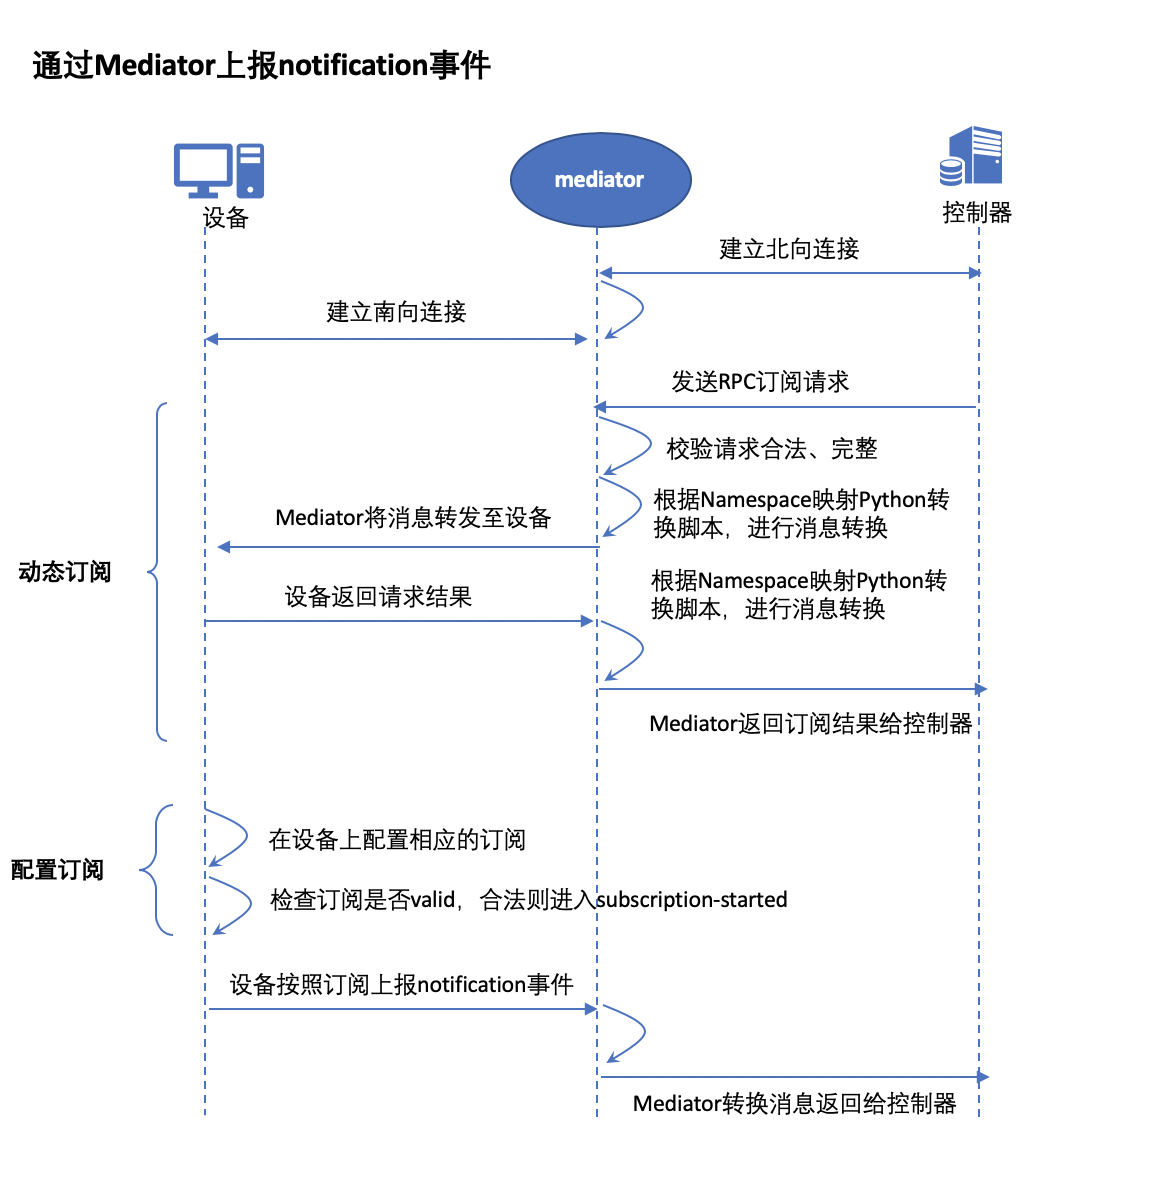 通过Mediator上报notification事件
mediator
设备
控制器
建立北向连接
建立南向连接
发送RPC订阅请求
校验请求合法、完整
根据Namespace映射Python转
换脚本，进行消息转换
Mediator将消息转发至设备
动态订阅
根据Namespace映射Python转
换脚本，进行消息转换
设备返回请求结果
Mediator返回订阅结果给控制器
在设备上配置相应的订阅
配置订阅
检查订阅是否valid，合法则进入subscription-started
设备按照订阅上报notification事件
Mediator转换消息返回给控制器